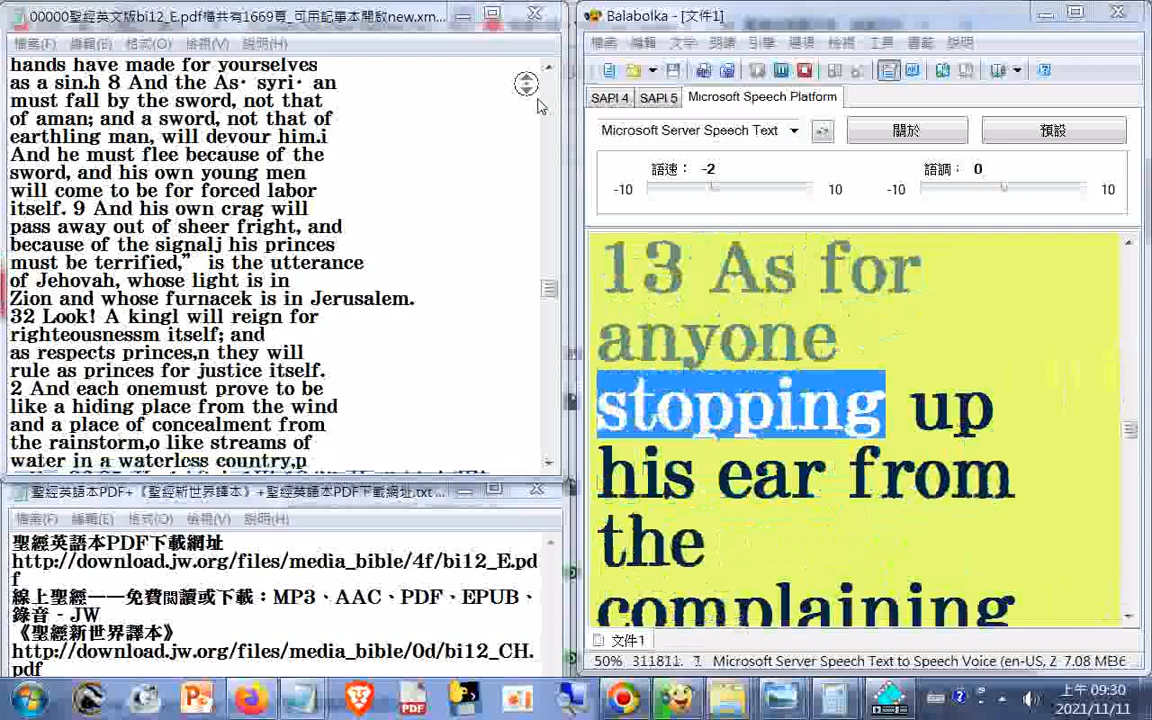 00000聖經英文版bi12_E.pdf檔共有1669頁_可用記事本開啟new.xm...
檔案(F) 編輯(E) 格式(O) 檢視(V) 說明(H)
hands have made for yourselves
as a sin.h 8 And the As· syri· an
must fall by the sword, not that
of aman; and a sword, not that of
earthling man, will devour him.i
And he must flee because of the
sword, and his own young men
will come to be for forced labor
itself. 9 And his own crag will
pass away out of sheer fright, and
because of the signalj his princes
must be terrified,” is the utterance
of Jehovah, whose light is in
Zion and whose furnacek is in Jerusalem.
32 Look! A kingl will reign for
righteousnessm itself; and
as respects princes,n they will
rule as princes for justice itself.
2 And each onemust prove to be
like a hiding place from the wind
and a place of concealment from
the rainstorm,o like streams of
water in a waterless country,p
聖經英語本PDF+《聖經新世界譯本》+聖經英語本PDF下載網址.txt ...
檔案(F) 編輯(E) 格式(O) 檢視(V) 說明(H)
聖經英語本PDF下載網址
http://download.jw.org/files/media_bible/4f/bi12_E.pd
f
線上聖經——免費閱讀或下載：MP3、AAC、PDF、EPUB、
錄音 - JW
《聖經新世界譯本》
http://download.jw.org/files/media_bible/0d/bi12_CH.
pdf
Balabolka - [文件1]
檔案 編輯 文字 朗讀 引擎 選項 檢視 工具 書籤 說明
SAPI 4 SAPI 5 Microsoft Speech Platform
Microsoft Server Speech Text 關於 預設
語速： -2 語調： 0
-10 10 -10 10
13 As for
anyone
stopping up
his ear from
the
complaining
文件1
50% 311811. Microsoft Server Speech Text to Speech Voice (en-US, Z 7.08 MB
上午 09:30
2021/11/11